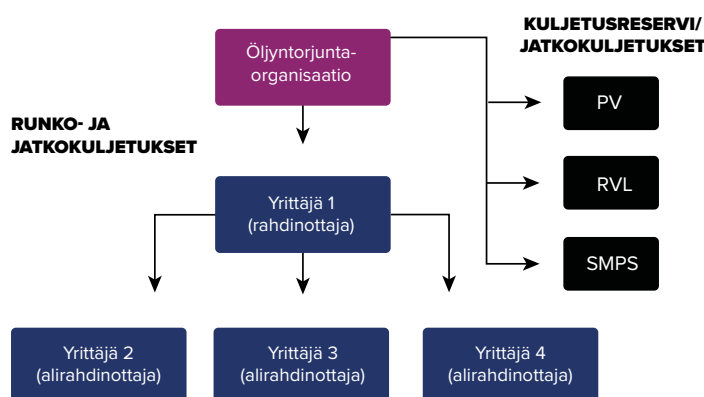 KULJETUSRESERVI/
JATKOKULJETUKSET
Öljyntorjunta-
organisaatio
PV
RUNKO- JA
JATKOKULJETUKSET
RVL
Yrittäjä 1
(rahdinottaja)
SMPS
Yrittäjä 2
(alirahdinottaja)
Yrittäjä 3
(alirahdinottaja)
Yrittäjä 4
(alirahdinottaja)